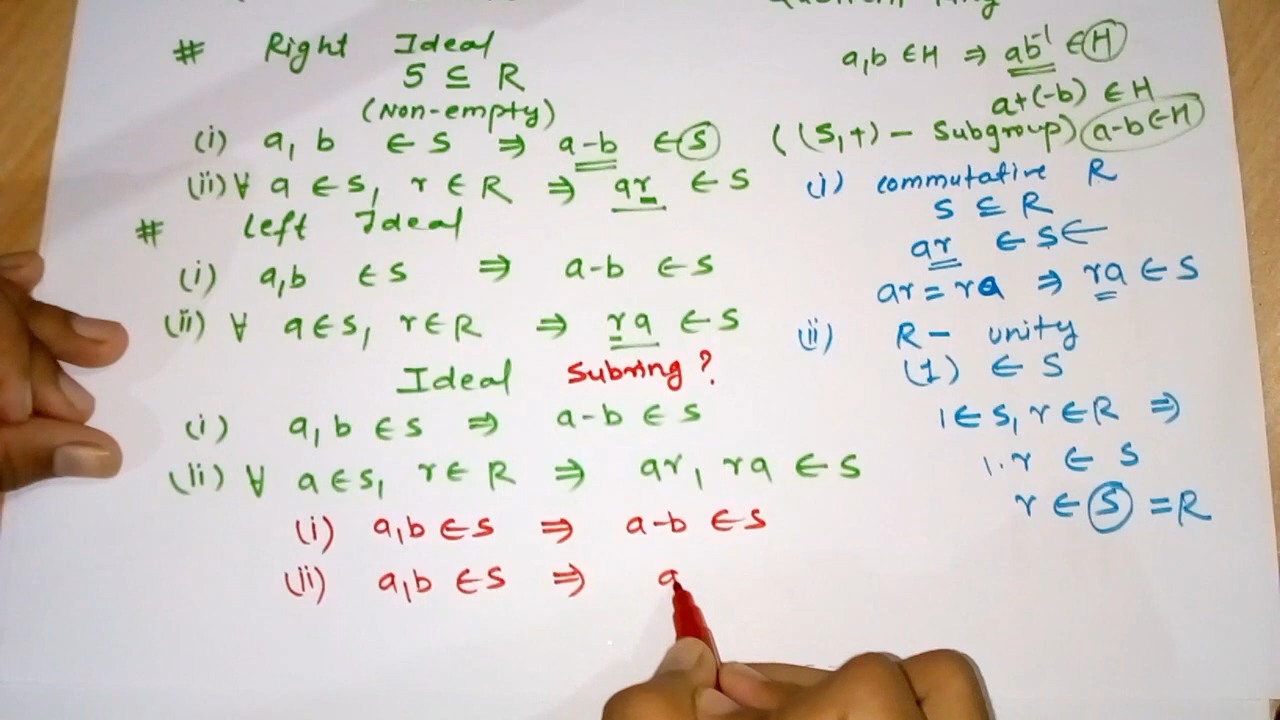 # Right Ideal
S ⊆ R
(Non-empty)
(i) a, b ∈ S ⇒ a-b ∈ S
(ii) ∀ a ∈ S, r ∈ R ⇒ ar ∈ S
# Left Ideal
(i) a,b ∈ S ⇒ a-b ∈ S
(ii) ∀ a ∈ S, r ∈ R ⇒ ra ∈ S
Ideal Subring?
(i) a, b ∈ S ⇒ a-b ∈ S
(ii) ∀ a ∈ S, r ∈ R ⇒ ar, ra ∈ S
(i) a,b ∈ S ⇒ a-b ∈ S
(ii) a,b ∈ S ⇒ a
Ring
a,b ∈ H ⇒ ab⁻¹ ∈ H
a+(-b) ∈ H
((S,+) - Subgroup) a-b ∈ H
(i) commutative R
S ⊆ R
ar ∈ S ←
ar = ra ⇒ ra ∈ S
(ii) R - unity
(1) ∈ S
1 ∈ S, r ∈ R ⇒
1.r ∈ S
r ∈ S = R